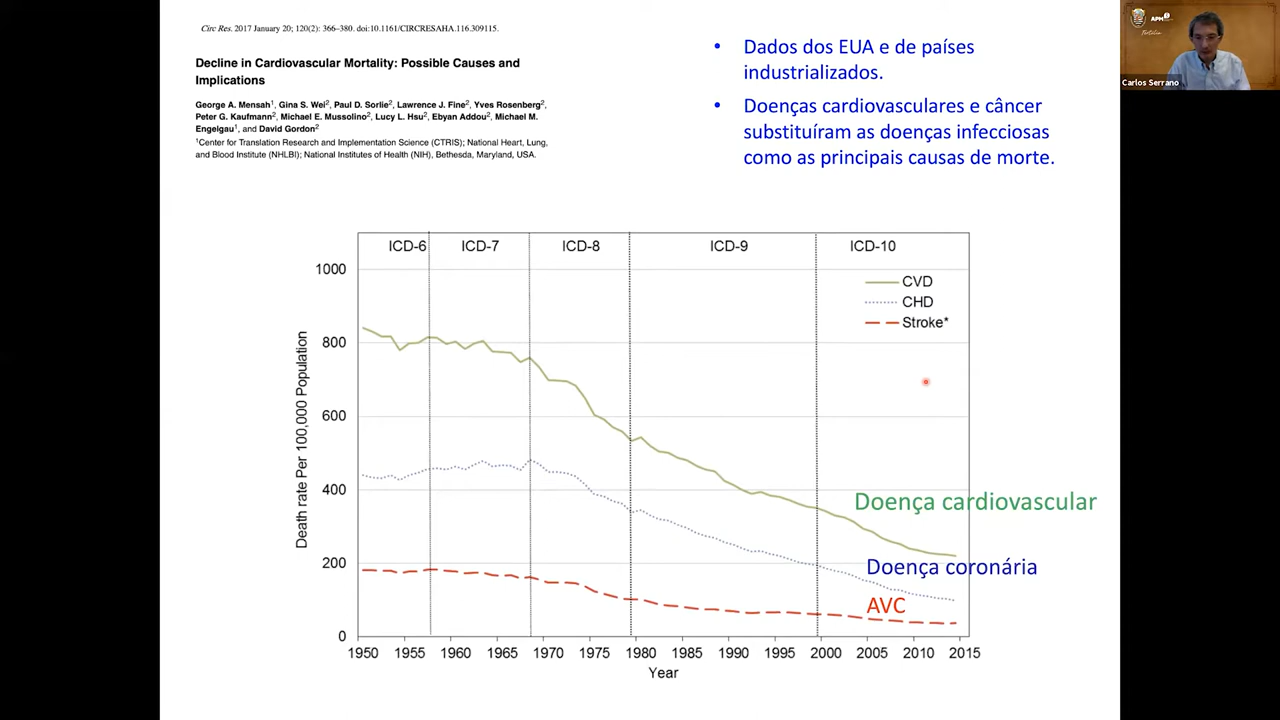 Circ Res. 2017 January 20; 120(2): 366–380. doi:10.1161/CIRCRESAHA.116.309115.
Decline in Cardiovascular Mortality: Possible Causes and
Implications
George A. Mensah1, Gina S. Wei2, Paul D. Sorlie2, Lawrence J. Fine2, Yves Rosenberg2,
Peter G. Kaufmann2, Michael E. Mussolino2, Lucy L. Hsu2, Ebyan Addou2, Michael M.
Engelgau1, and David Gordon2
1Center for Translation Research and Implementation Science (CTRIS); National Heart, Lung,
and Blood Institute (NHLBI); National Institutes of Health (NIH), Bethesda, Maryland, USA.
• Dados dos EUA e de países
industrializados.
• Doenças cardiovasculares e câncer
substituíram as doenças infecciosas
como as principais causas de morte.
APM
Carlos Serrano
ICD-6 ICD-7 ICD-8 ICD-9 ICD-10
CVD
CHD
Stroke*
Death rate Per 100,000 Population
1000
800
600
400
200
0
Doença cardiovascular
Doença coronária
AVC
1950 1955 1960 1965 1970 1975 1980 1985 1990 1995 2000 2005 2010 2015
Year